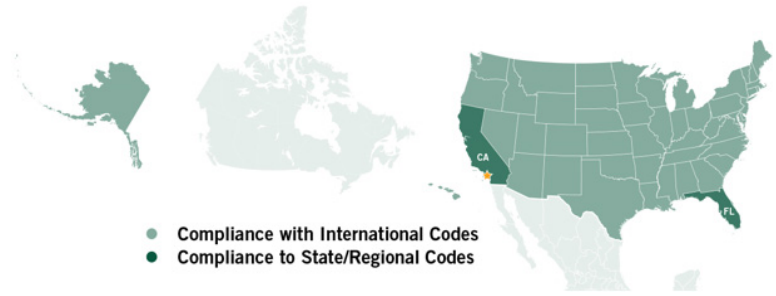 CA
FL
Compliance with International Codes
Compliance to State/Regional Codes